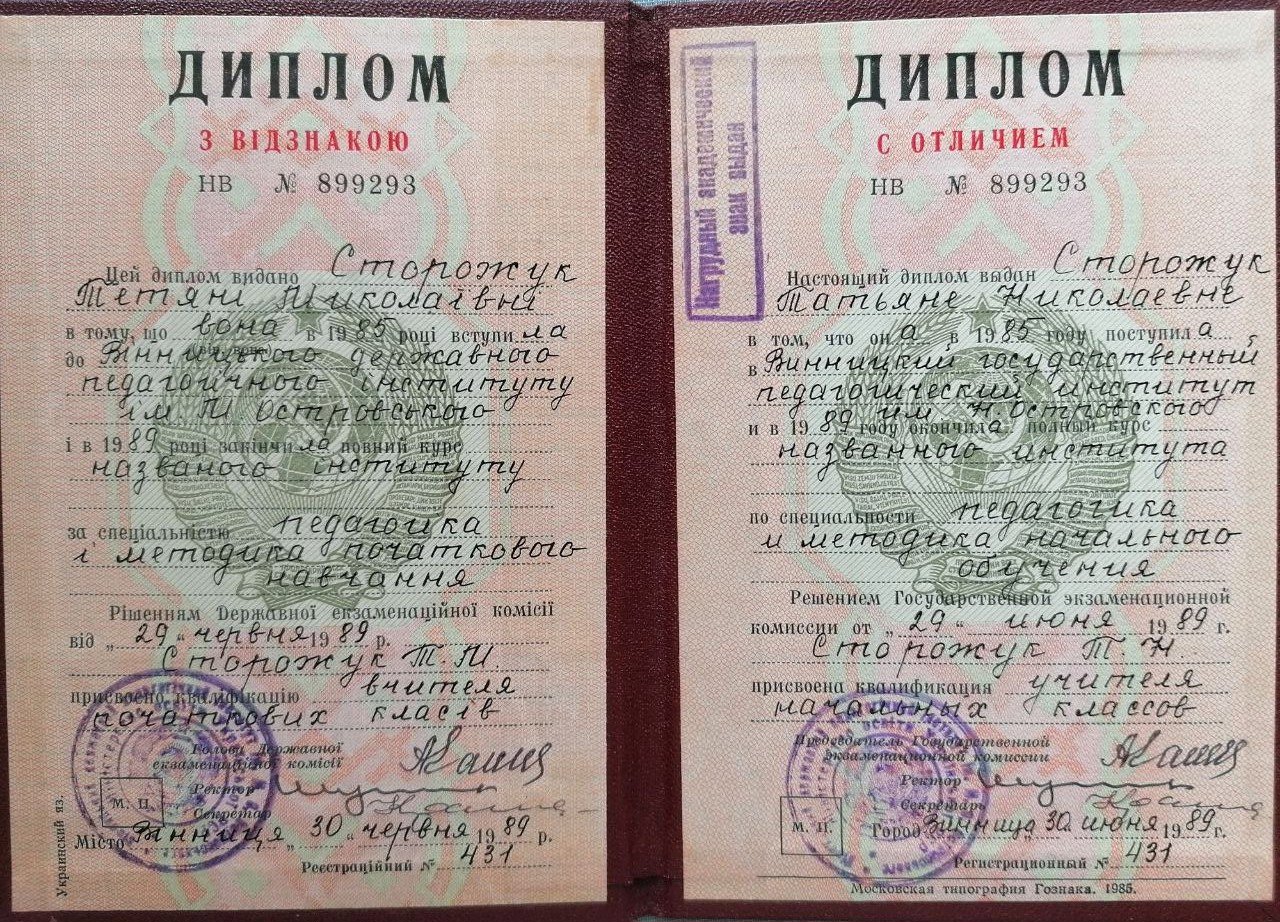 ДИПЛОМ
З ВІДЗНАКОЮ
НВ № 899293
Цей диплом видано Сторожук
Тетяні Миколаївні
в тому, що вона в 1985 році вступила
до Вінницкого державного
педагогічного інституту
ім М Островського
і в 1989 році закінчила повний курс
названого інституту
за спеціальністю педагогіка
і методика початкового
навчання
Рішенням Державної екзаменаційної комісії
від „29" червня 1989 р.
Сторожук Т. М.
присвоєно кваліфікацію вчителя
початкових класів
Голова Державної
екзаменаційної комісії
Ректор
Секретар
М. П.
Місто Вінниця „30" червня 1989 р.
Реєстраційний № 431
Украинский яз.
ДИПЛОМ
С ОТЛИЧИЕМ
НВ № 899293
Нагрудный академический
знак выдан
Настоящий диплом выдан Сторожук
Татьяне Николаевне
в том, что она в 1985 году поступила
в Винницкий государственный
педагогический институт
им. Н. Островского
и в 1989 году окончила полный курс
названного института
по специальности педагогика
и методика начального
обучения
Решением Государственной экзаменационной
комиссии от „29" июня 1989 г.
Сторожук Т. Н.
присвоена квалификация учителя
начальных классов
Председатель Государственной
экзаменационной комиссии
Ректор
Секретарь
М. П.
Город Винница 30 июня 1989 г.
Регистрационный № 431
Московская типография Гознака. 1985.